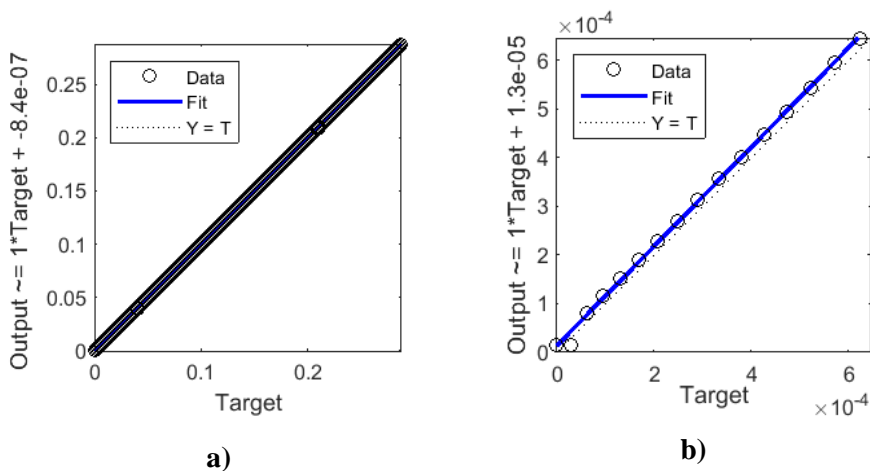 Output ~= 1*Target + -8.4e-07
0.25
0.2
0.15
0.1
0.05
0
Data
Fit
Y = T
0
0.1
0.2
Target
a)
×10-4
Output ~= 1*Target + 1.3e-05
6
5
4
3
2
1
0
Data
Fit
Y = T
0
2
4
6
Target
×10-4
b)